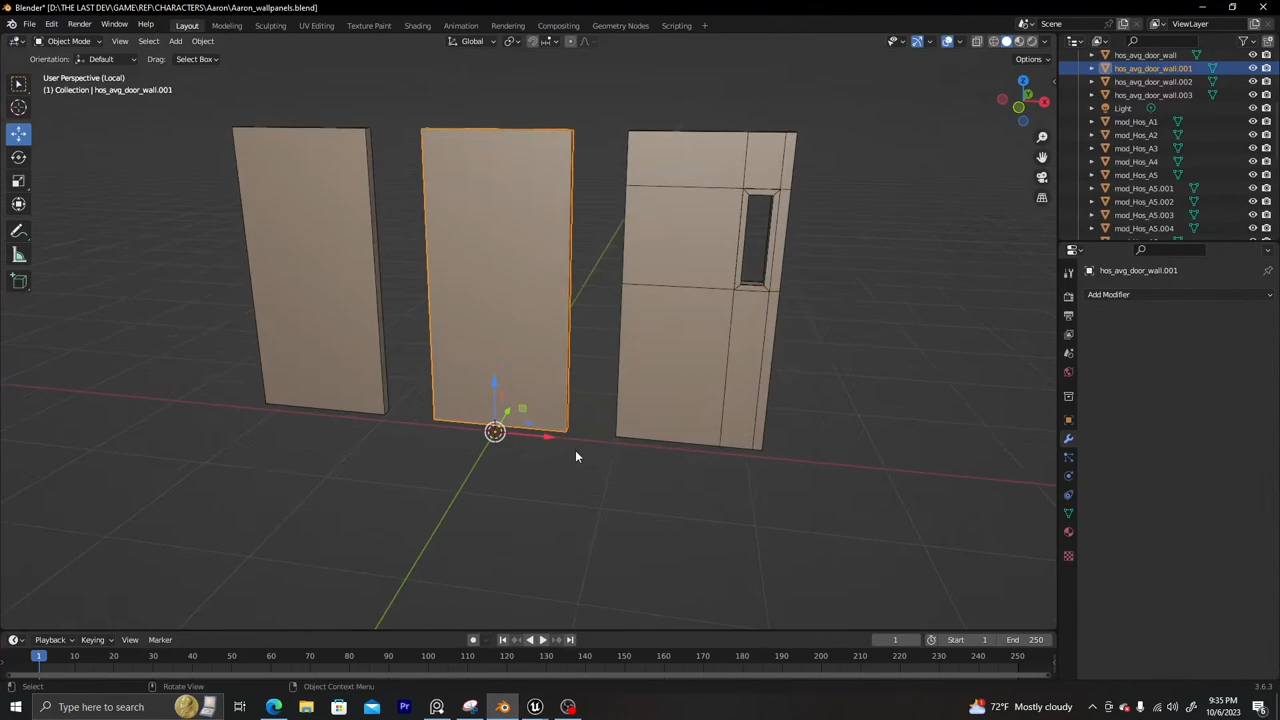 Blender* [D:\THE LAST DEV\GAME\REF\CHARACTERS\Aaron\Aaron_wallpanels.blend]
File Edit Render Window Help Layout Modeling Sculpting UV Editing Texture Paint Shading Animation Rendering Compositing Geometry Nodes Scripting Scene ViewLayer
Object Mode View Select Add Object Global
Orientation: Default Drag: Select Box Options
User Perspective (Local)
(1) Collection | hos_avg_door_wall.001
Z
Y
X
hos_avg_door_wall
hos_avg_door_wall.001
hos_avg_door_wall.002
hos_avg_door_wall.003
Light
mod_Hos_A1
mod_Hos_A2
mod_Hos_A3
mod_Hos_A4
mod_Hos_A5
mod_Hos_A5.001
mod_Hos_A5.002
mod_Hos_A5.003
mod_Hos_A5.004
hos_avg_door_wall.001
Add Modifier
Playback Keying View Marker 1 Start 1 End 250
1 10 20 30 40 50 60 70 80 90 100 110 120 130 140 150 160 170 180 190 200 210 220 230 240 250
Select Rotate View Object Context Menu 3.6.3
Type here to search 72°F Mostly cloudy 9:35 PM
10/6/2023